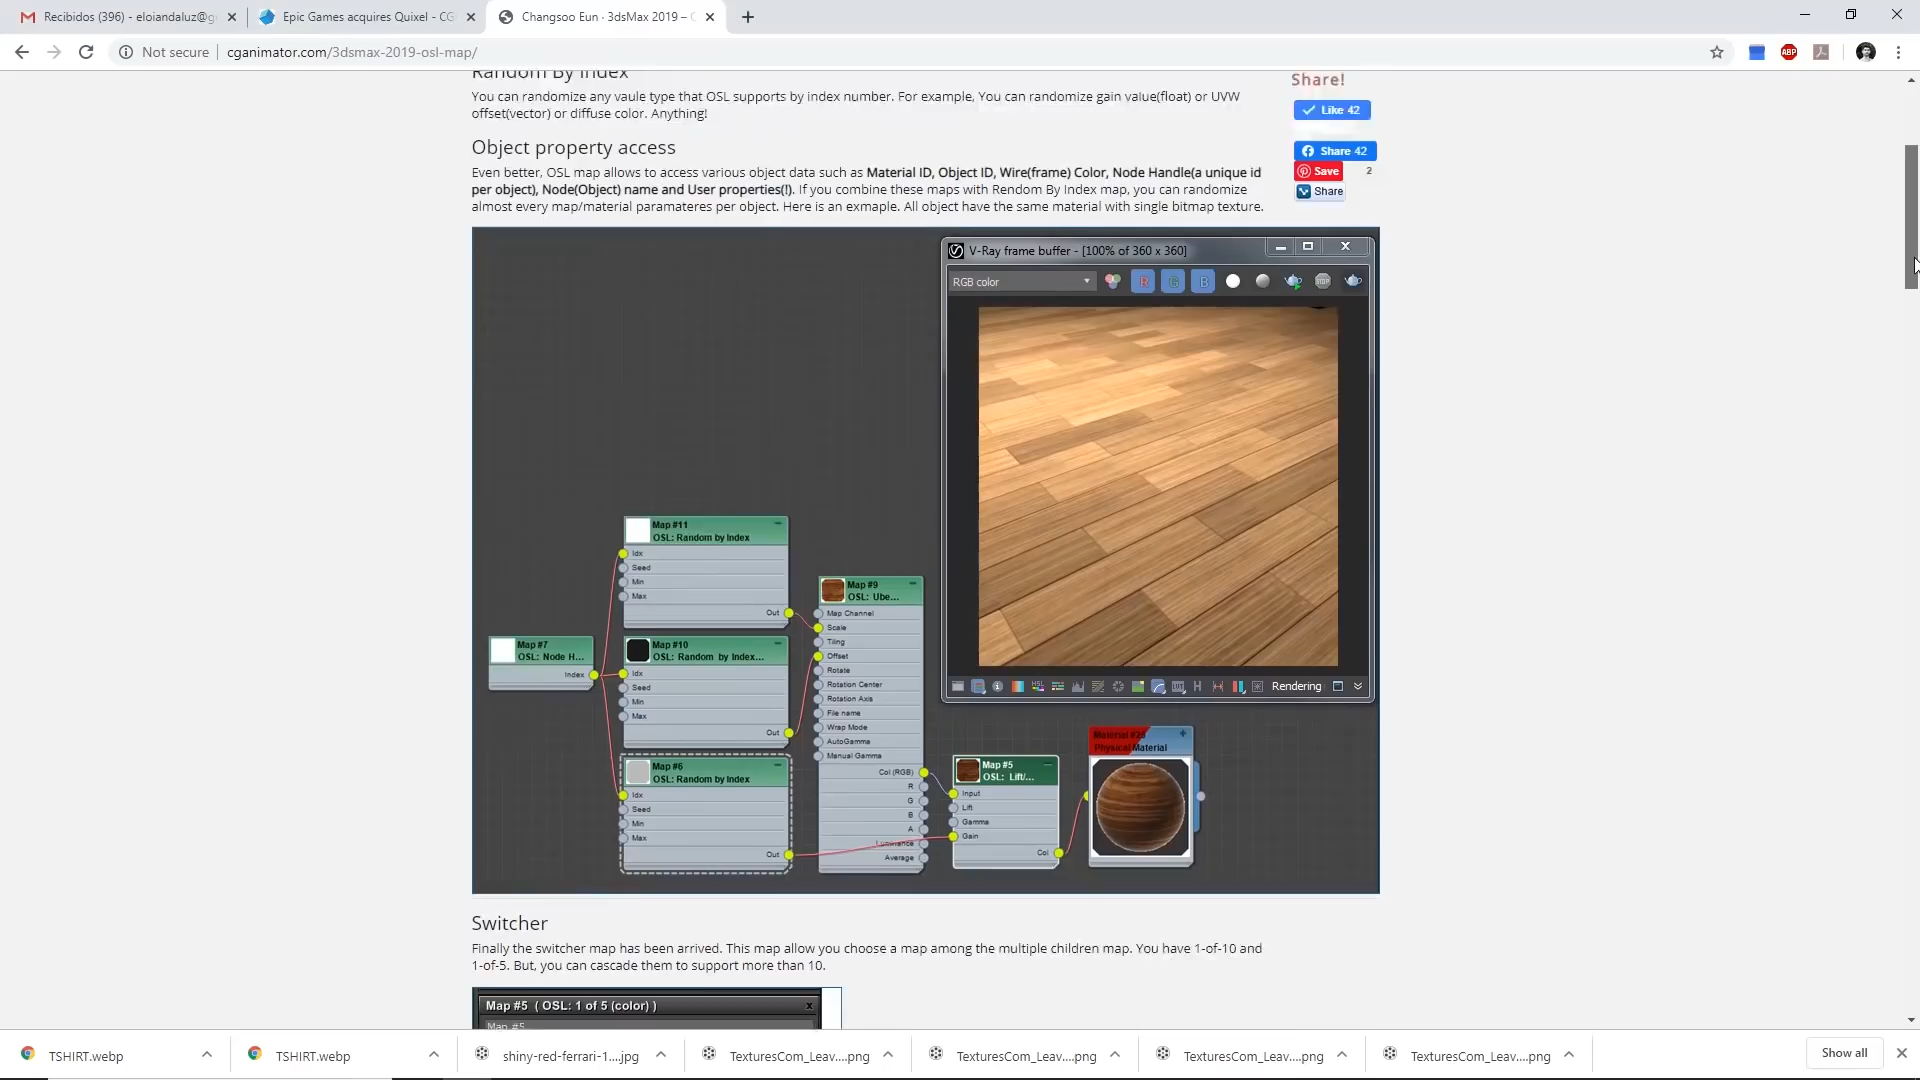 Recibidos (396) - eloiandaluz@g
Epic Games acquires Quixel - CG
Changsoo Eun · 3dsMax 2019 – C
Not secure
cganimator.com/3dsmax-2019-osl-map/
ABP
Random By Index
You can randomize any vaule type that OSL supports by index number. For example, You can randomize gain value(float) or UVW
offset(vector) or diffuse color. Anything!
Object property access
Even better, OSL map allows to access various object data such as Material ID, Object ID, Wire(frame) Color, Node Handle(a unique id
per object), Node(Object) name and User properties(!). If you combine these maps with Rendom By Index map, you can randomize
almost every map/material paramateres per object. Here is an exmaple. All object have the same material with single bitmap texture.
Share!
Like 42
Share 42
Save
2
Share
V-Ray frame buffer - [100% of 360 x 360]
RGB color
R
G
B
STOP
Rendering
Map #11
OSL: Random by Index
Idx
Seed
Min
Max
Out
Map #7
OSL: Node H...
Index
Map #10
OSL: Random by Index...
Idx
Seed
Min
Max
Out
Map #6
OSL: Random by Index
Idx
Seed
Min
Max
Out
Map #9
OSL: Ube...
Map Channel
Scale
Tiling
Offset
Rotate
Rotation Center
Rotation Axis
File name
Wrap Mode
AutoGamma
Manual Gamma
Col (RGB)
R
G
B
A
Luminance
Average
Map #5
OSL: Lift/...
Input
Lift
Gamma
Gain
Col
Material #26
Physical Material
Switcher
Finally the switcher map has been arrived. This map allow you choose a map among the multiple children map. You have 1-of-10 and
1-of-5. But, you can cascade them to support more than 10.
Map #5 ( OSL: 1 of 5 (color) )
x
Map #5
TSHIRT.webp
TSHIRT.webp
shiny-red-ferrari-1....jpg
TexturesCom_Leav....png
TexturesCom_Leav....png
TexturesCom_Leav....png
TexturesCom_Leav....png
Show all